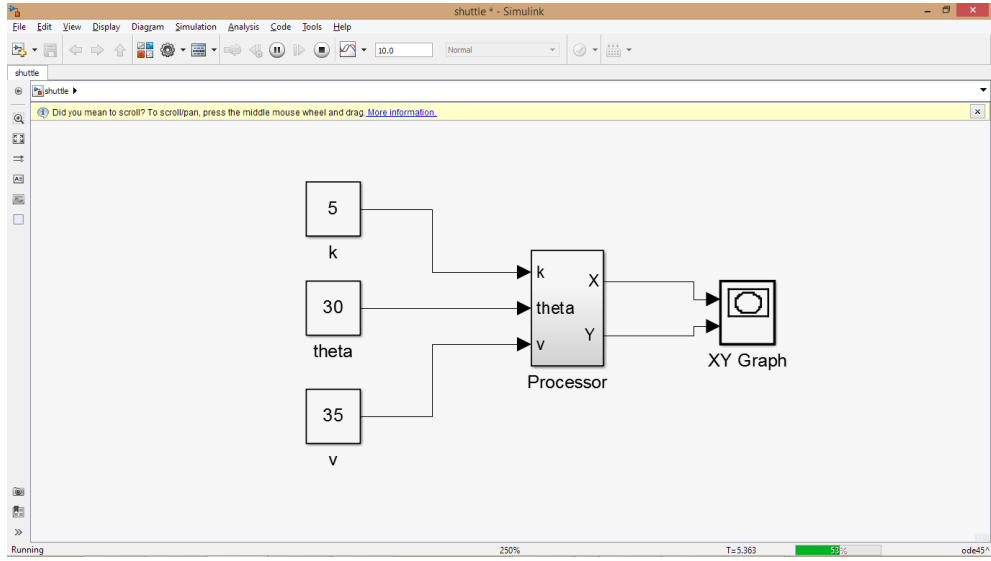 shuttle * - Simulink
File Edit View Display Diagram Simulation Analysis Code Tools Help
10.0 Normal
shuttle
shuttle
Did you mean to scroll? To scroll/pan, press the middle mouse wheel and drag. More information.
5
k
30
theta
35
v
k
theta
v
X
Y
Processor
XY Graph
Running 250% T=5.363 53% ode45^